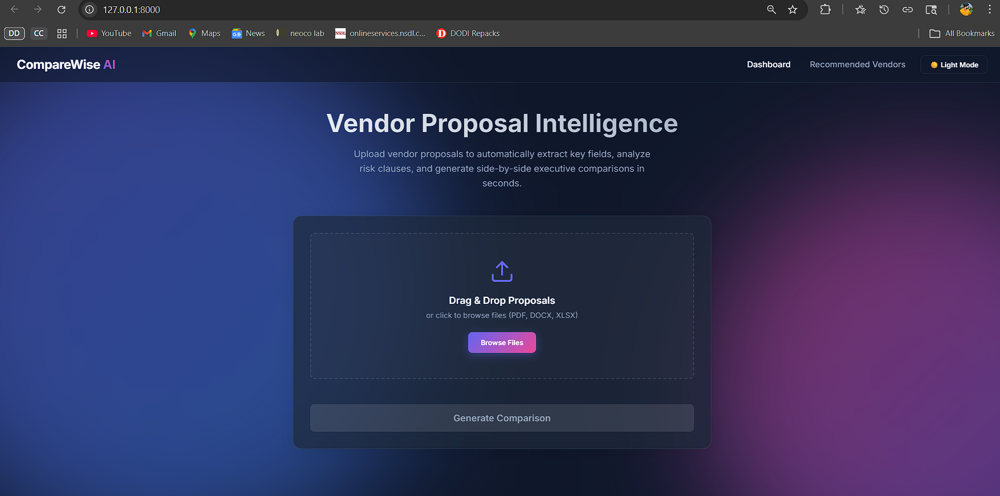 127.0.0.1:8000
DD CC YouTube Gmail Maps News neoco lab NSDL onlineservices.nsdl.c... DODI Repacks All Bookmarks
CompareWise AI Dashboard Recommended Vendors Light Mode
Vendor Proposal Intelligence
Upload vendor proposals to automatically extract key fields, analyze
risk clauses, and generate side-by-side executive comparisons in
seconds.
Drag & Drop Proposals
or click to browse files (PDF, DOCX, XLSX)
Browse Files
Generate Comparison